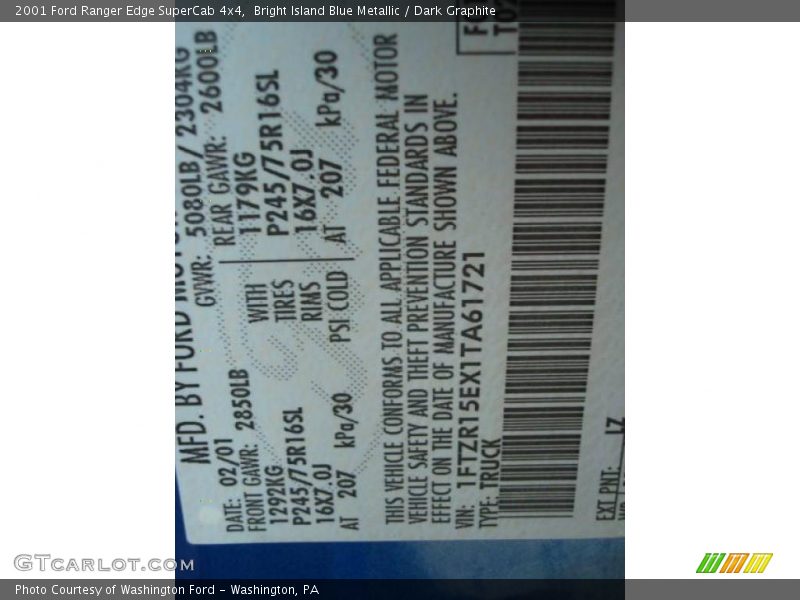 2001 Ford Ranger Edge SuperCab 4x4,  Bright Island Blue Metallic / Dark Graphite
MFD. BY FORD
DATE: 02/01
GVWR: 5080LB / 2304KG
FRONT GAWR: 2850LB
REAR GAWR: 2600LB
1292KG
WITH
1179KG
P245/75R16SL
TIRES
P245/75R16SL
16X7.0J
RIMS
16X7.0J
AT 207 kPa/30
PSI COLD
AT 207 kPa/30
THIS VEHICLE CONFORMS TO ALL APPLICABLE FEDERAL MOTOR
VEHICLE SAFETY AND THEFT PREVENTION STANDARDS IN
EFFECT ON THE DATE OF MANUFACTURE SHOWN ABOVE.
VIN: 1FTZR15EX1TA61721
TYPE: TRUCK
EXT PNT:
GTCARLOT.COM
Photo Courtesy of Washington Ford - Washington, PA